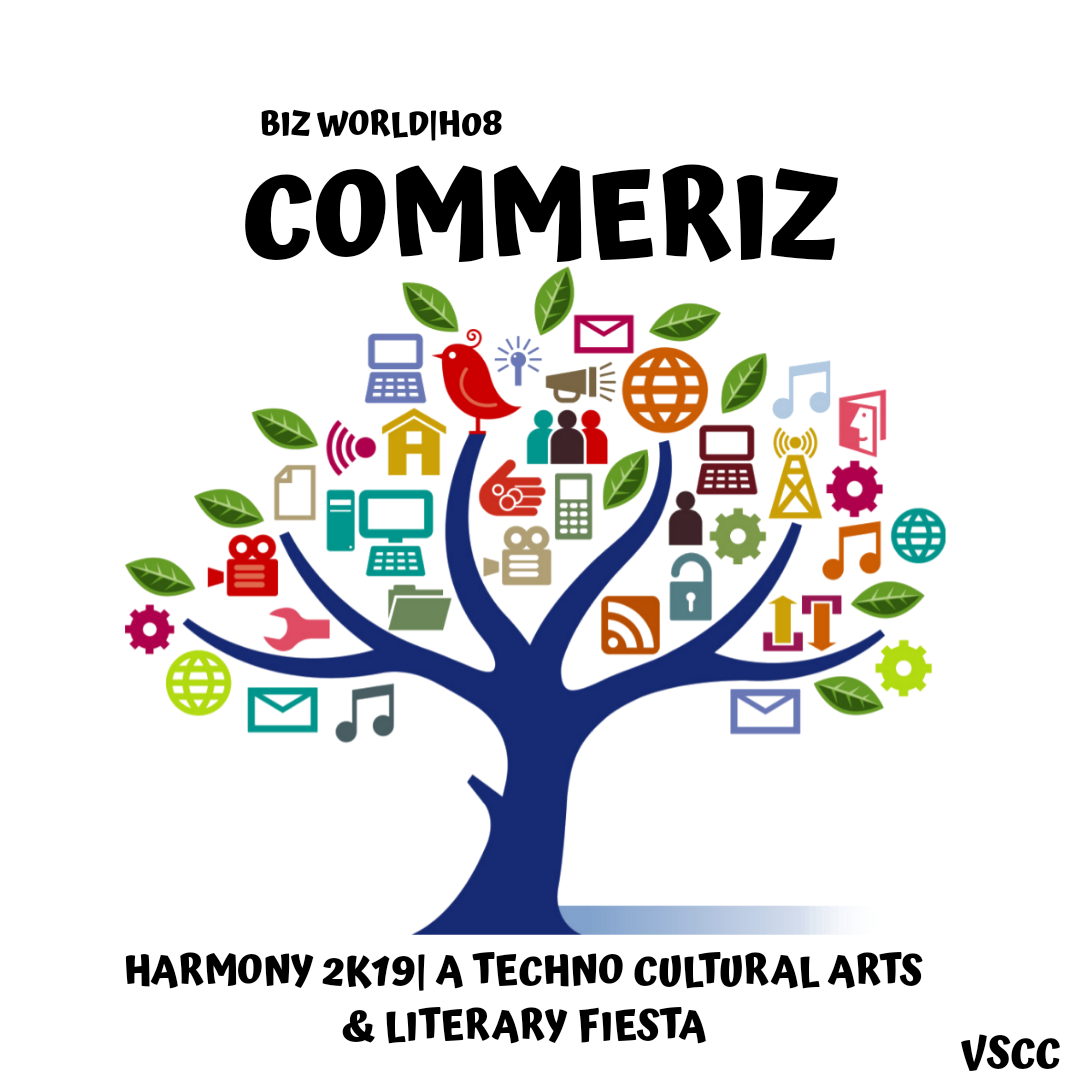 BIZ WORLD|H08
COMMERIZ
HARMONY 2K19| A TECHNO CULTURAL ARTS
& LITERARY FIESTA
VSCC